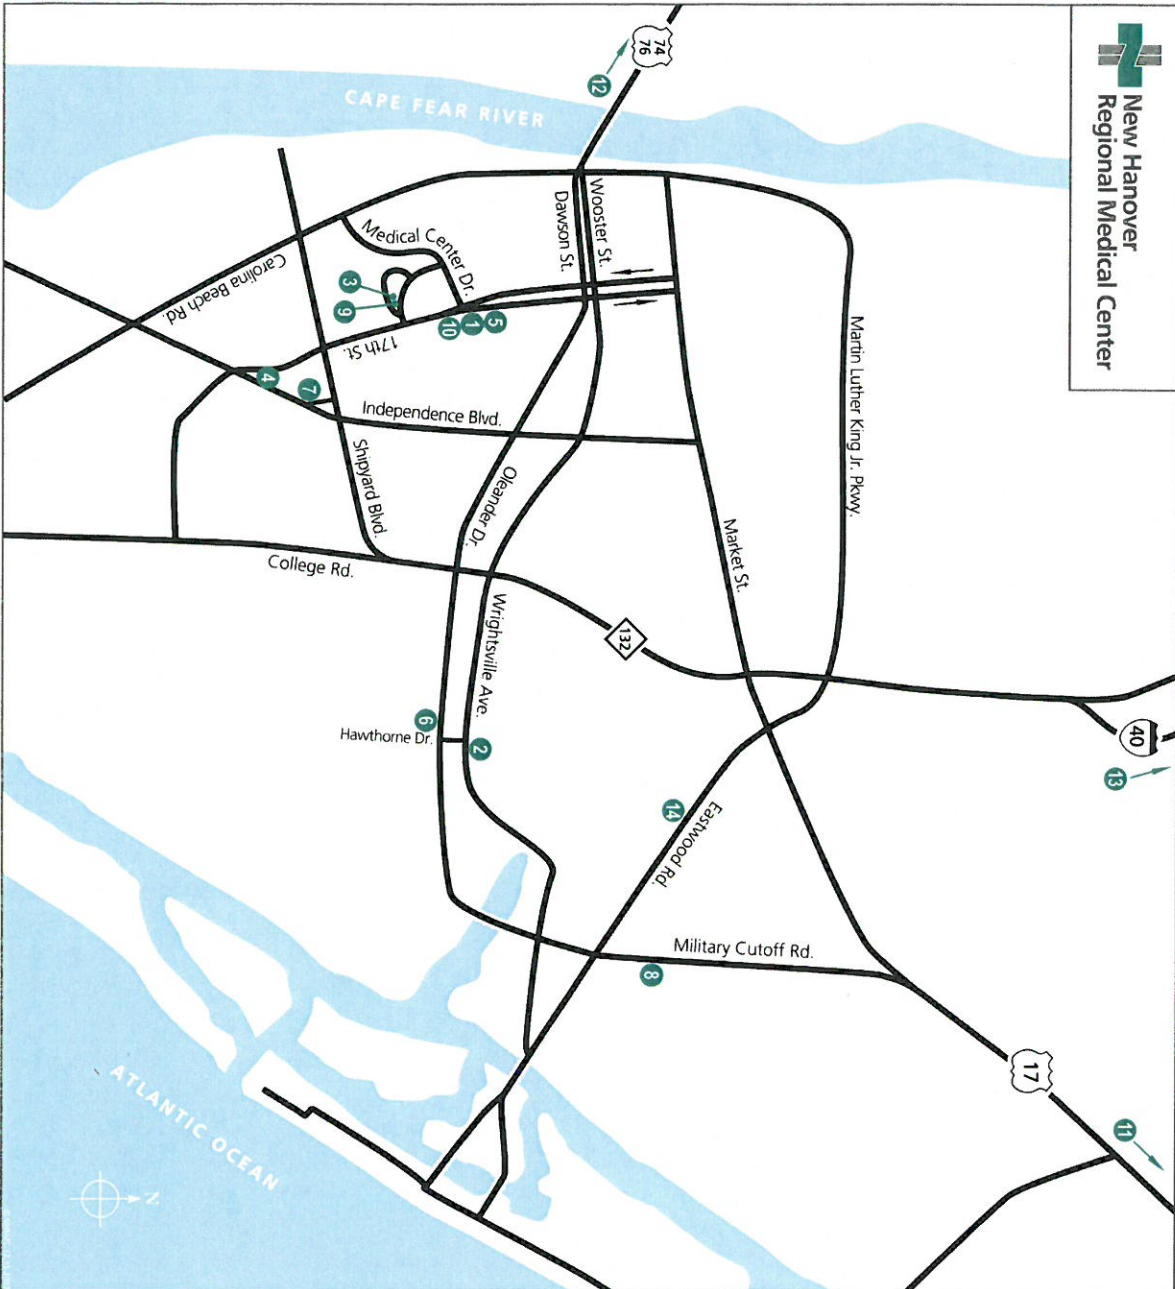 New Hanover
Regional Medical Center
74
76
12
CAPE FEAR RIVER
Wooster St.
Dawson St.
Medical Center Dr.
Carolina Beach Rd.
3
9
5
1
10
17th St.
4
7
Independence Blvd.
Shipyard Blvd.
Oleander Dr.
College Rd.
Martin Luther King Jr. Pkwy.
Market St.
132
Wrightsville Ave.
6
Hawthorne Dr.
2
40
13
14
Eastwood Rd.
Military Cutoff Rd.
8
17
11
ATLANTIC OCEAN
N